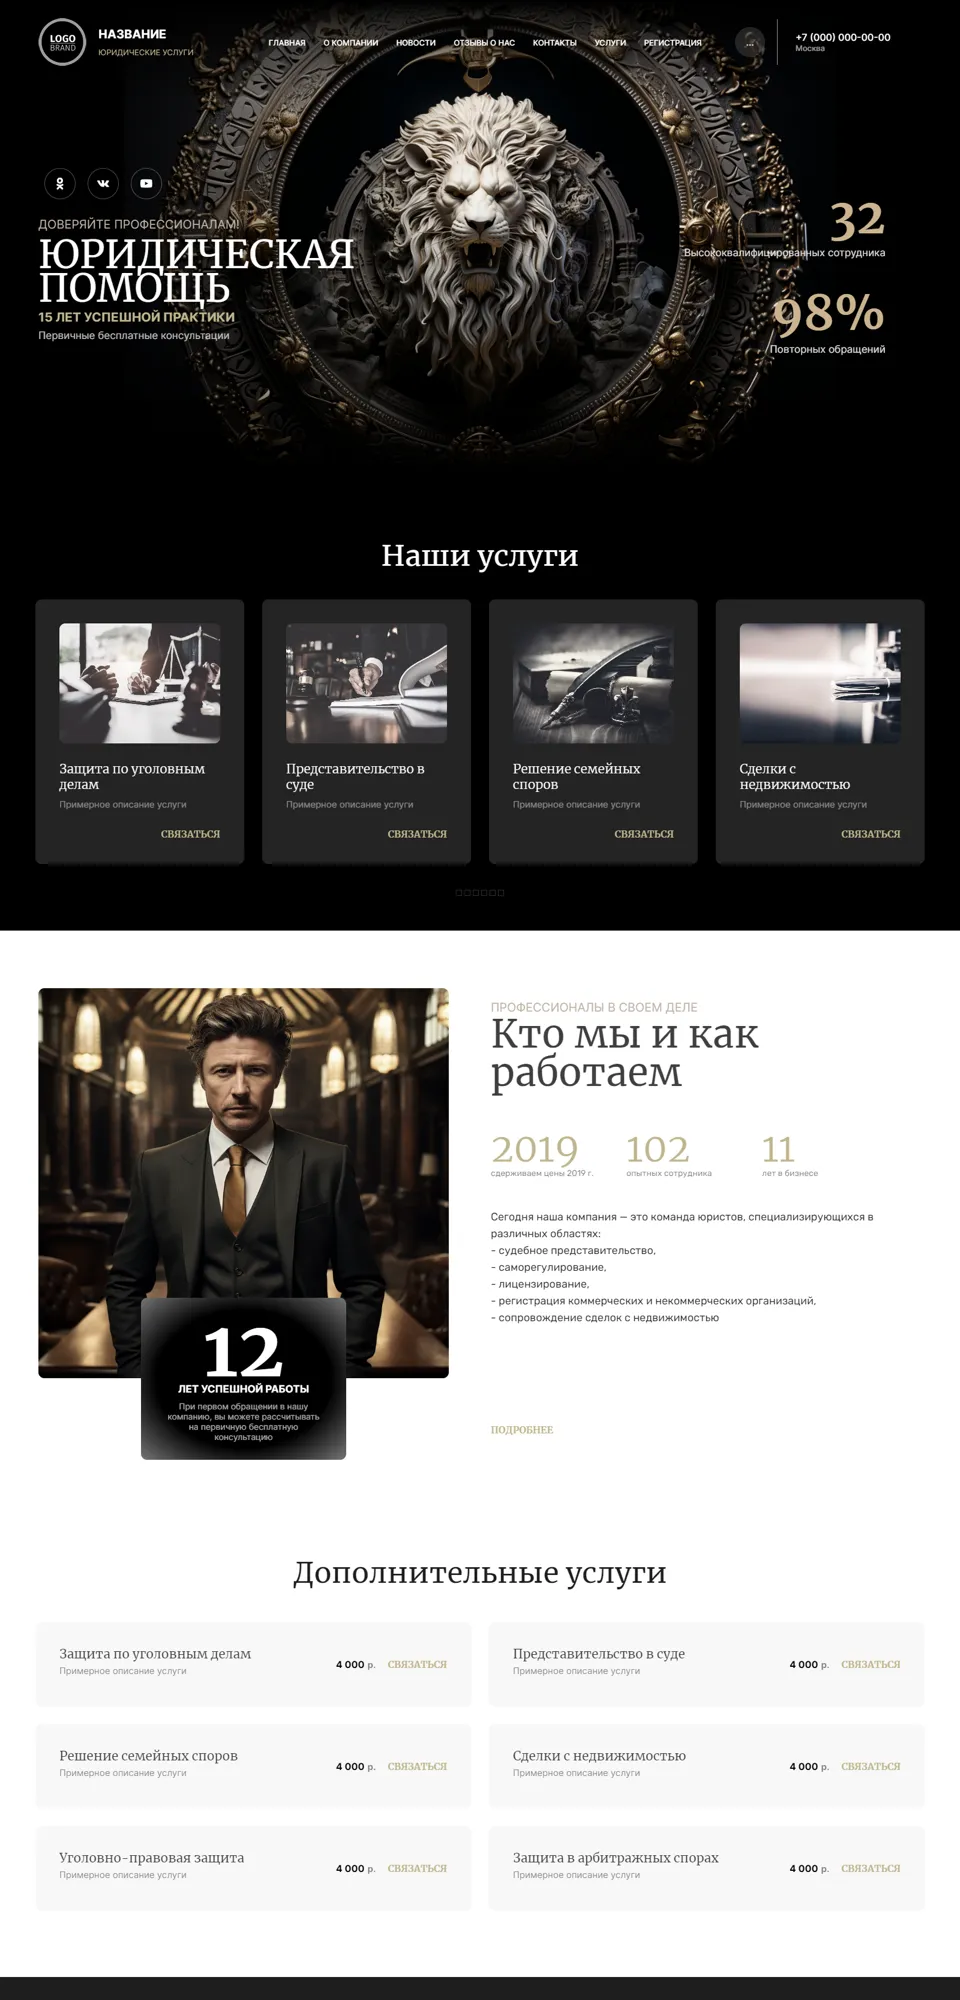 LOGO
BRAND
НАЗВАНИЕ
ЮРИДИЧЕСКИЕ УСЛУГИ
ГЛАВНАЯ
О КОМПАНИИ
НОВОСТИ
ОТЗЫВЫ О НАС
КОНТАКТЫ
УСЛУГИ
РЕГИСТРАЦИЯ
...
+7 (000) 000-00-00
Москва
ДОВЕРЯЙТЕ ПРОФЕССИОНАЛАМ!
ЮРИДИЧЕСКАЯ
ПОМОЩЬ
15 ЛЕТ УСПЕШНОЙ ПРАКТИКИ
Первичные бесплатные консультации
32
Высококвалифицированных сотрудника
98%
Повторных обращений
Наши услуги
Защита по уголовным
делам
Примерное описание услуги
СВЯЗАТЬСЯ
Представительство в
суде
Примерное описание услуги
СВЯЗАТЬСЯ
Решение семейных
споров
Примерное описание услуги
СВЯЗАТЬСЯ
Сделки с
недвижимостью
Примерное описание услуги
СВЯЗАТЬСЯ
12
ЛЕТ УСПЕШНОЙ РАБОТЫ
При первом обращении в нашу
компанию, вы можете рассчитывать
на первичную бесплатную
консультацию
ПРОФЕССИОНАЛЫ В СВОЕМ ДЕЛЕ
Кто мы и как
работаем
2019
сдерживаем цены 2019 г.
102
опытных сотрудника
11
лет в бизнесе
Сегодня наша компания — это команда юристов, специализирующихся в
различных областях:
- судебное представительство,
- саморегулирование,
- лицензирование,
- регистрация коммерческих и некоммерческих организаций,
- сопровождение сделок с недвижимостью
ПОДРОБНЕЕ
Дополнительные услуги
Защита по уголовным делам
Примерное описание услуги
4 000 р.
СВЯЗАТЬСЯ
Представительство в суде
Примерное описание услуги
4 000 р.
СВЯЗАТЬСЯ
Решение семейных споров
Примерное описание услуги
4 000 р.
СВЯЗАТЬСЯ
Сделки с недвижимостью
Примерное описание услуги
4 000 р.
СВЯЗАТЬСЯ
Уголовно-правовая защита
Примерное описание услуги
4 000 р.
СВЯЗАТЬСЯ
Защита в арбитражных спорах
Примерное описание услуги
4 000 р.
СВЯЗАТЬСЯ